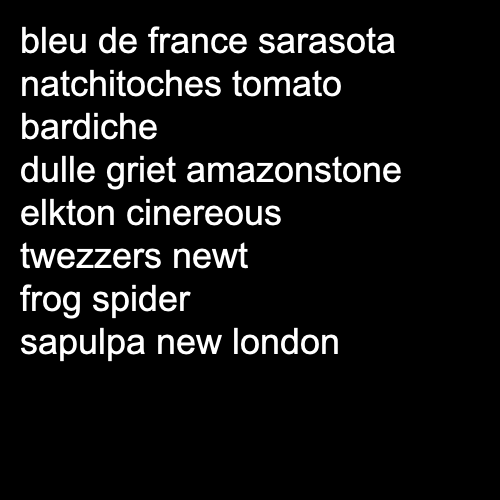 bleu de france sarasota
natchitoches tomato
bardiche
dulle griet amazonstone
elkton cinereous
twezzers newt
frog spider
sapulpa new london